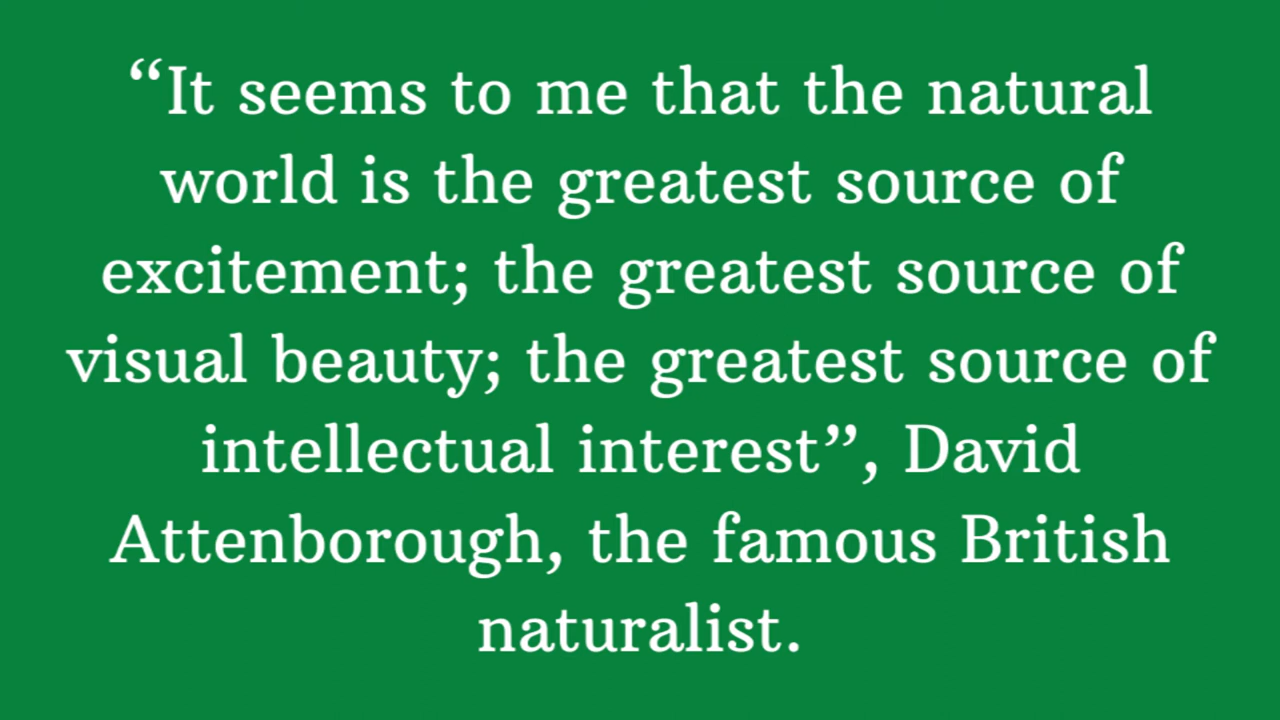 “It seems to me that the natural
world is the greatest source of
excitement; the greatest source of
visual beauty; the greatest source of
intellectual interest”, David
Attenborough, the famous British
naturalist.